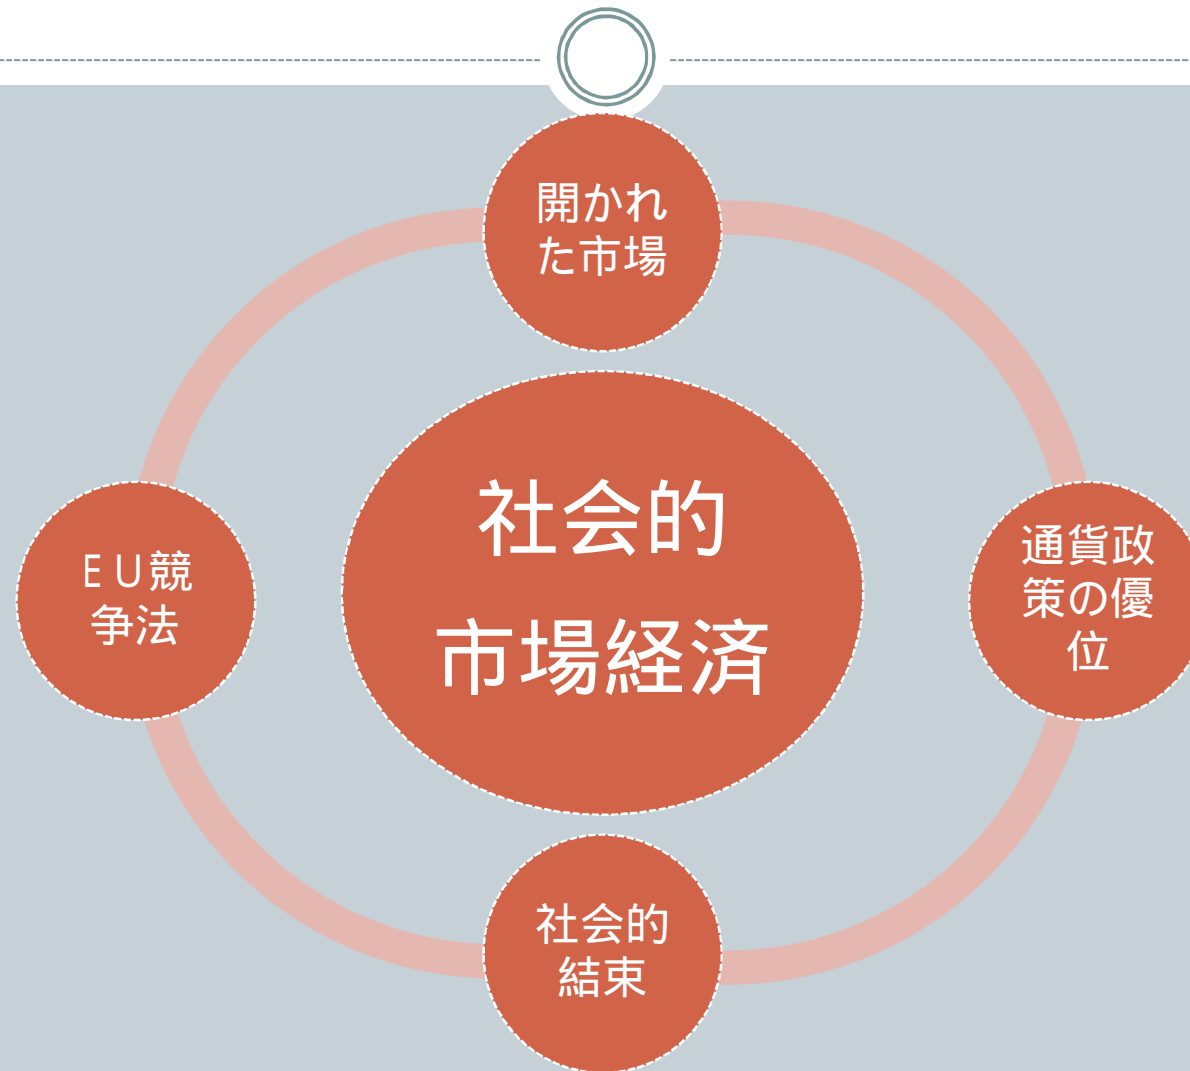 開かれ
た市場
社会的
市場経済
ＥＵ競
争法
通貨政
策の優
位
社会的
結束